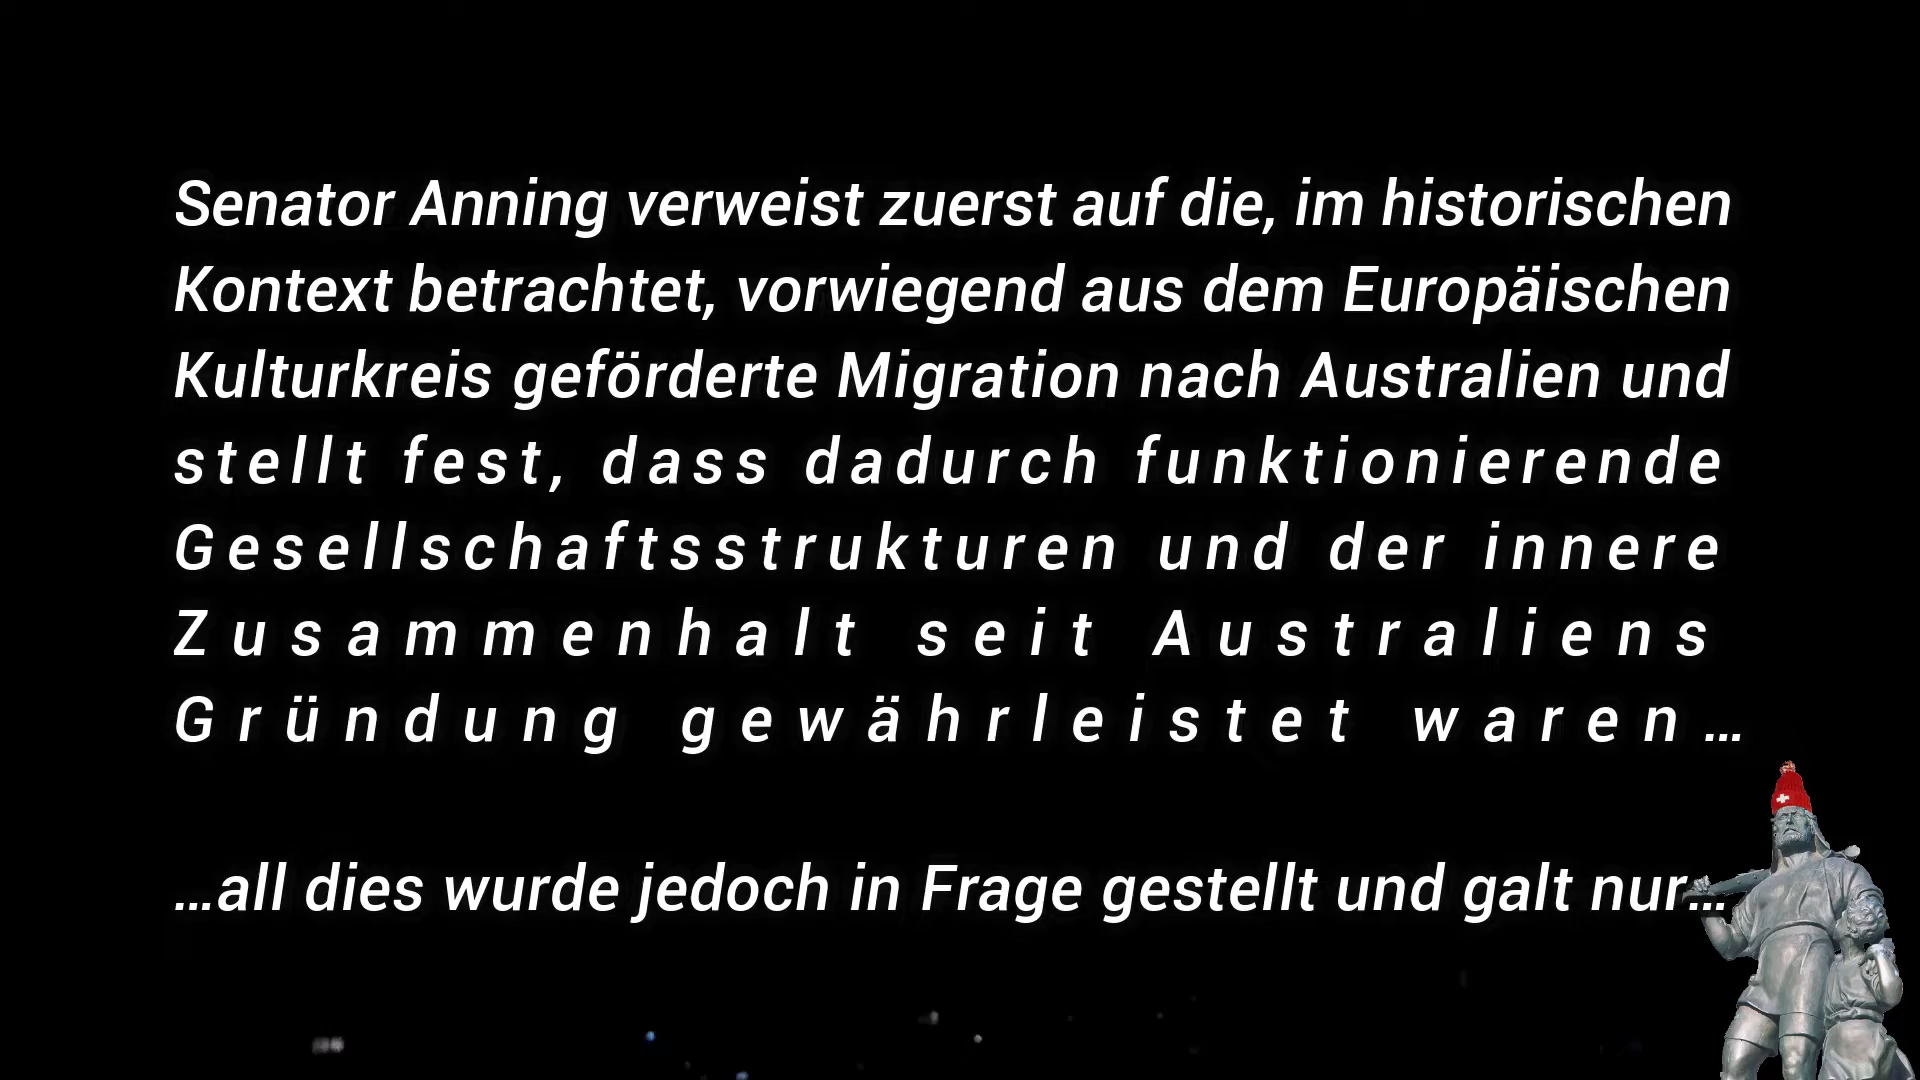 Senator Anning verweist zuerst auf die, im historischen
Kontext betrachtet, vorwiegend aus dem Europäischen
Kulturkreis geförderte Migration nach Australien und
stellt fest, dass dadurch funktionierende
Gesellschaftsstrukturen und der innere
Zusammenhalt seit Australiens
Gründung gewährleistet waren…
…all dies wurde jedoch in Frage gestellt und galt nur…